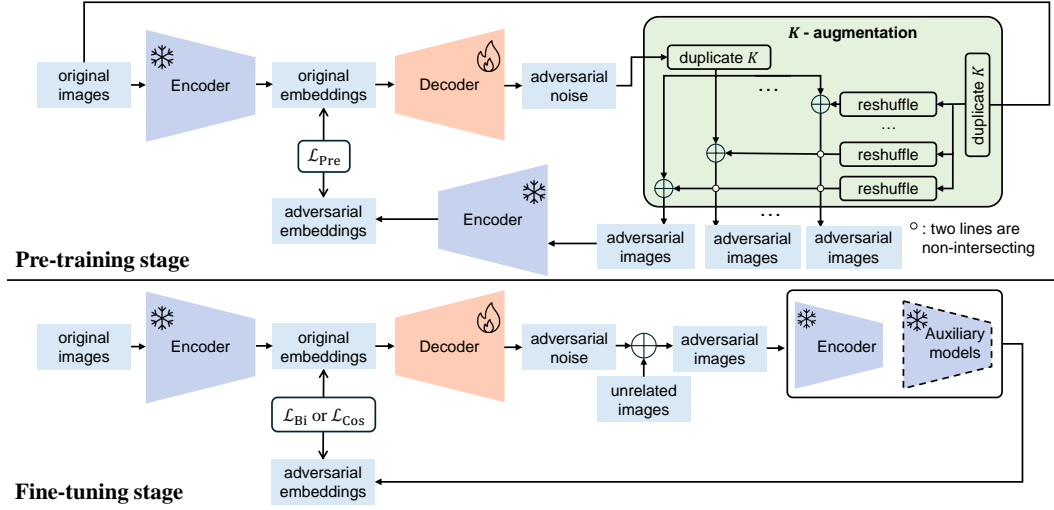 K - augmentation
original
images
Encoder
original
embeddings
Decoder
adversarial
noise
duplicate K
...
reshuffle
...
reshuffle
reshuffle
duplicate K
ℒPre
adversarial
embeddings
Encoder
...
adversarial
images
adversarial
images
adversarial
images
: two lines are
non-intersecting
Pre-training stage
original
images
Encoder
original
embeddings
Decoder
adversarial
noise
adversarial
images
unrelated
images
Encoder
Auxiliary
models
ℒBi or ℒCos
adversarial
embeddings
Fine-tuning stage